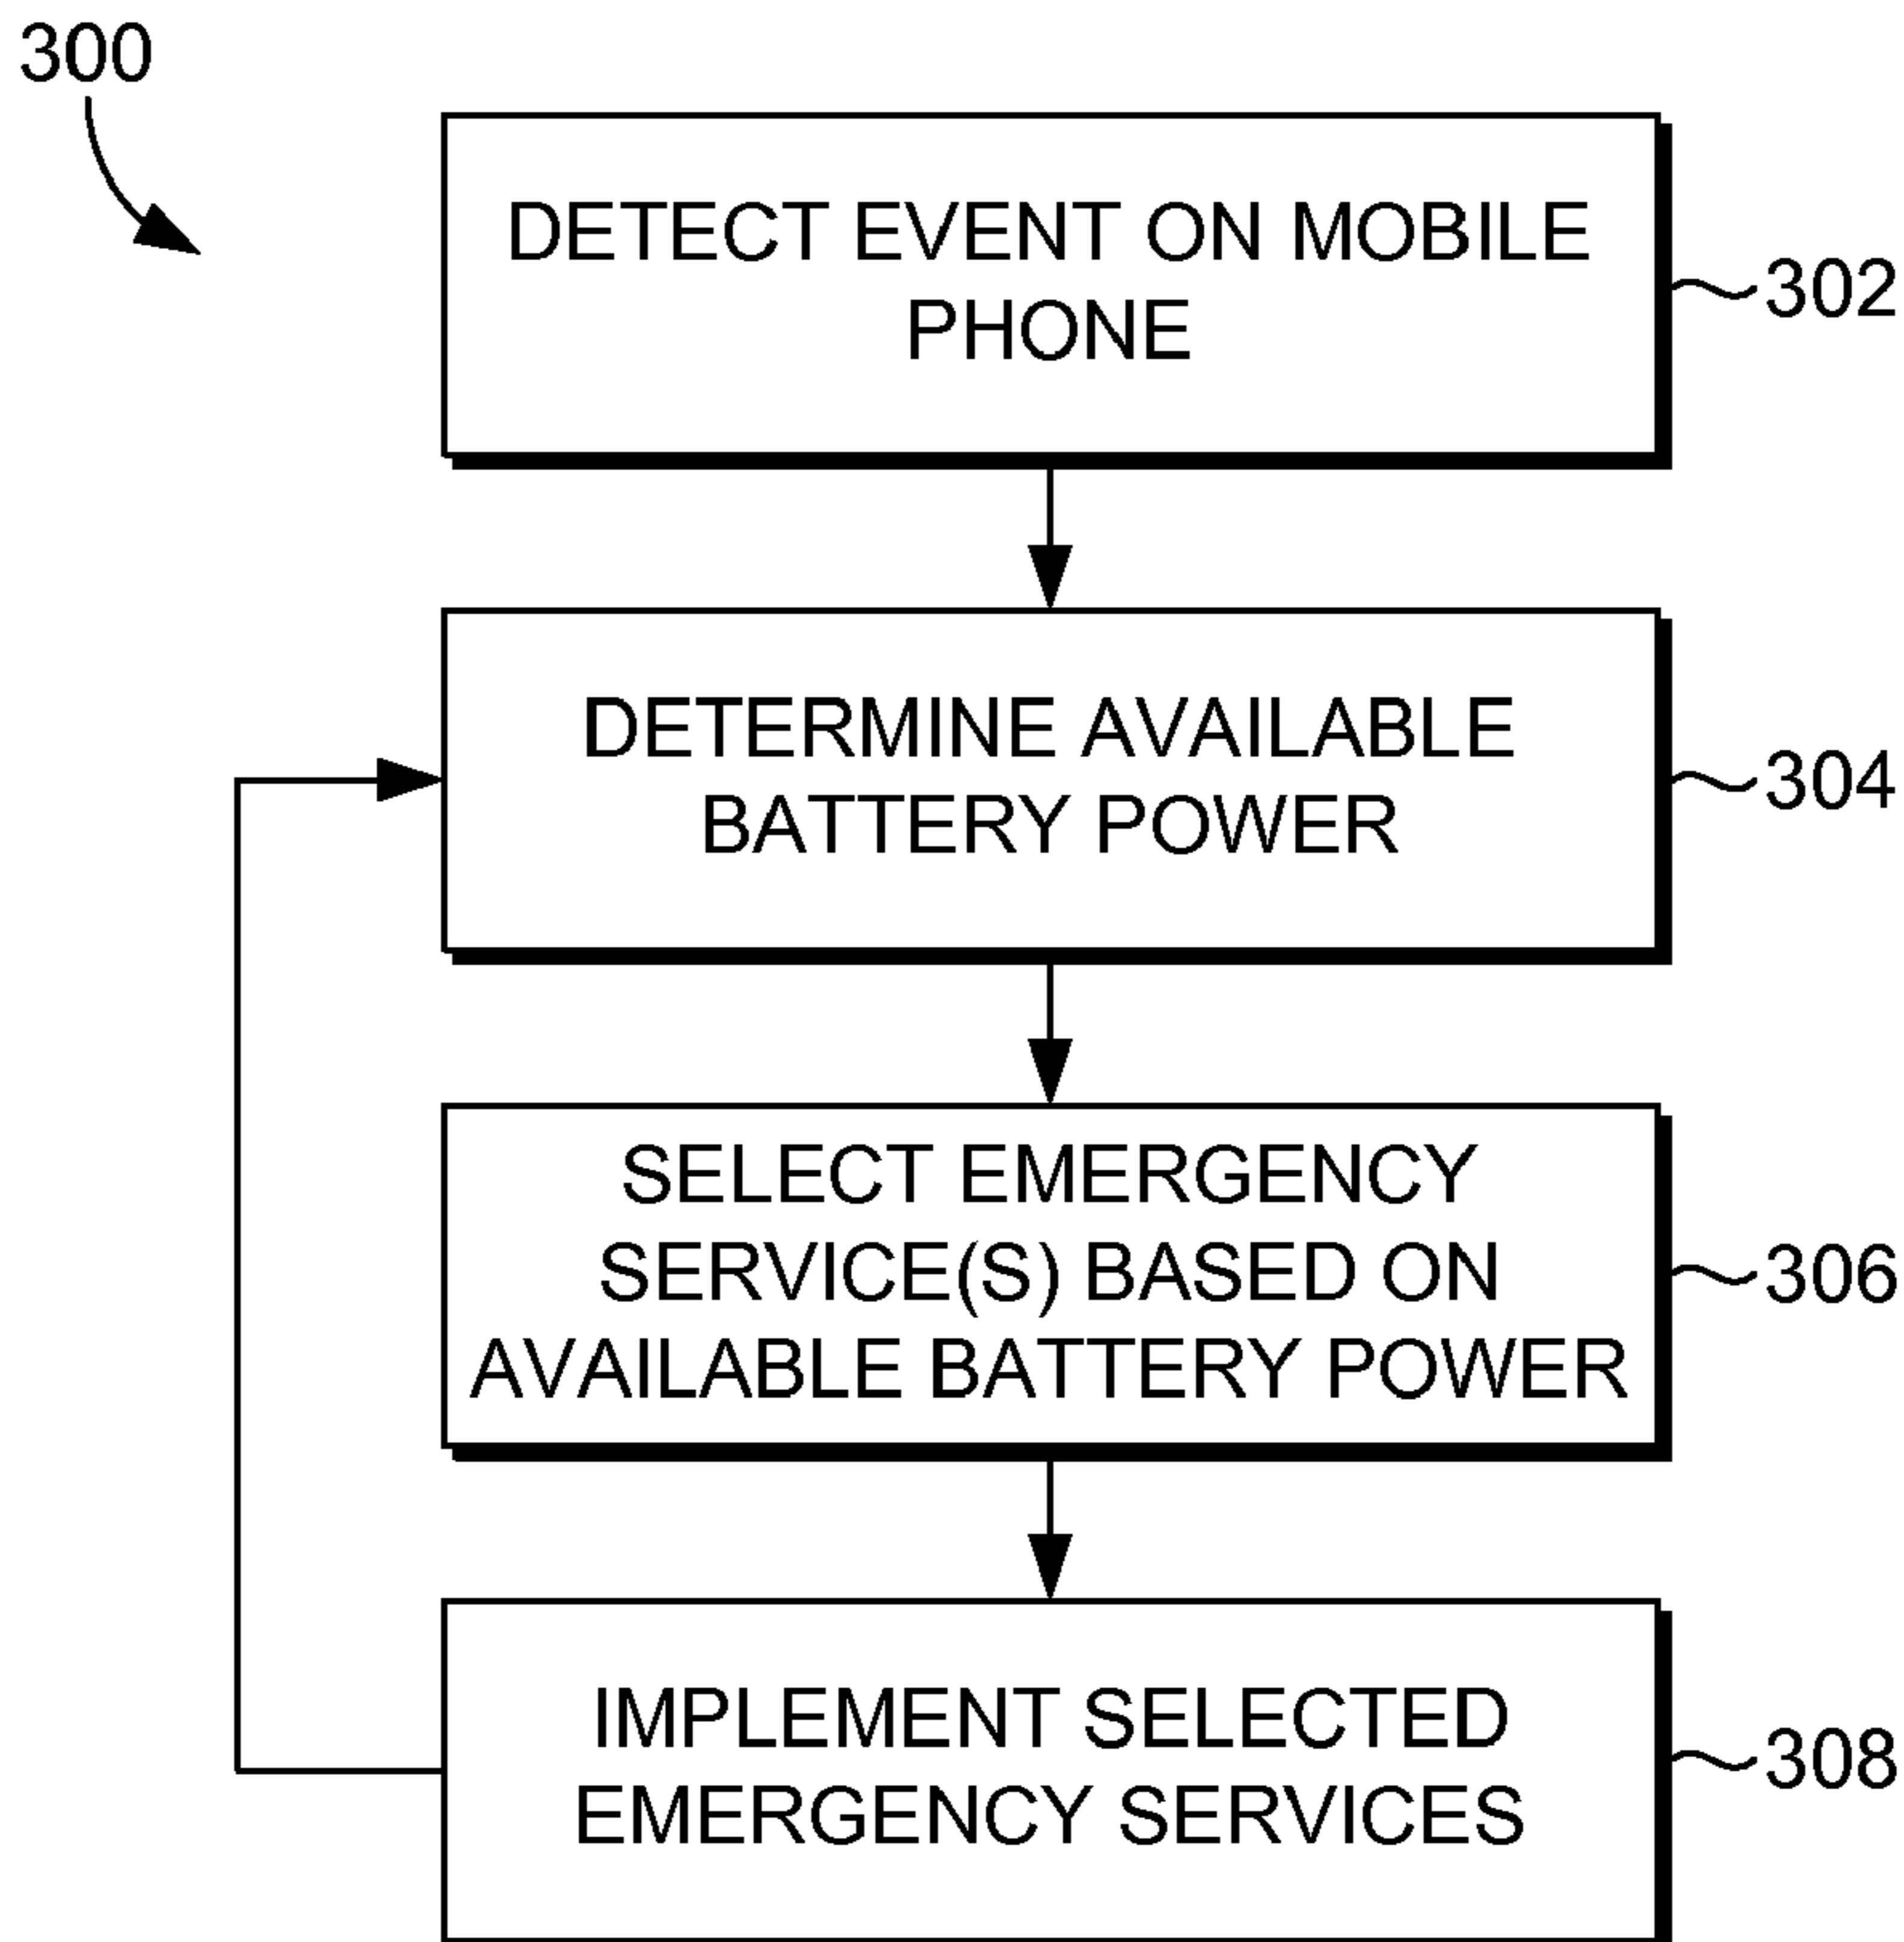 300
DETECT EVENT ON MOBILE
PHONE
302
DETERMINE AVAILABLE
BATTERY POWER
304
SELECT EMERGENCY
SERVICE(S) BASED ON
AVAILABLE BATTERY POWER
306
IMPLEMENT SELECTED
EMERGENCY SERVICES
308